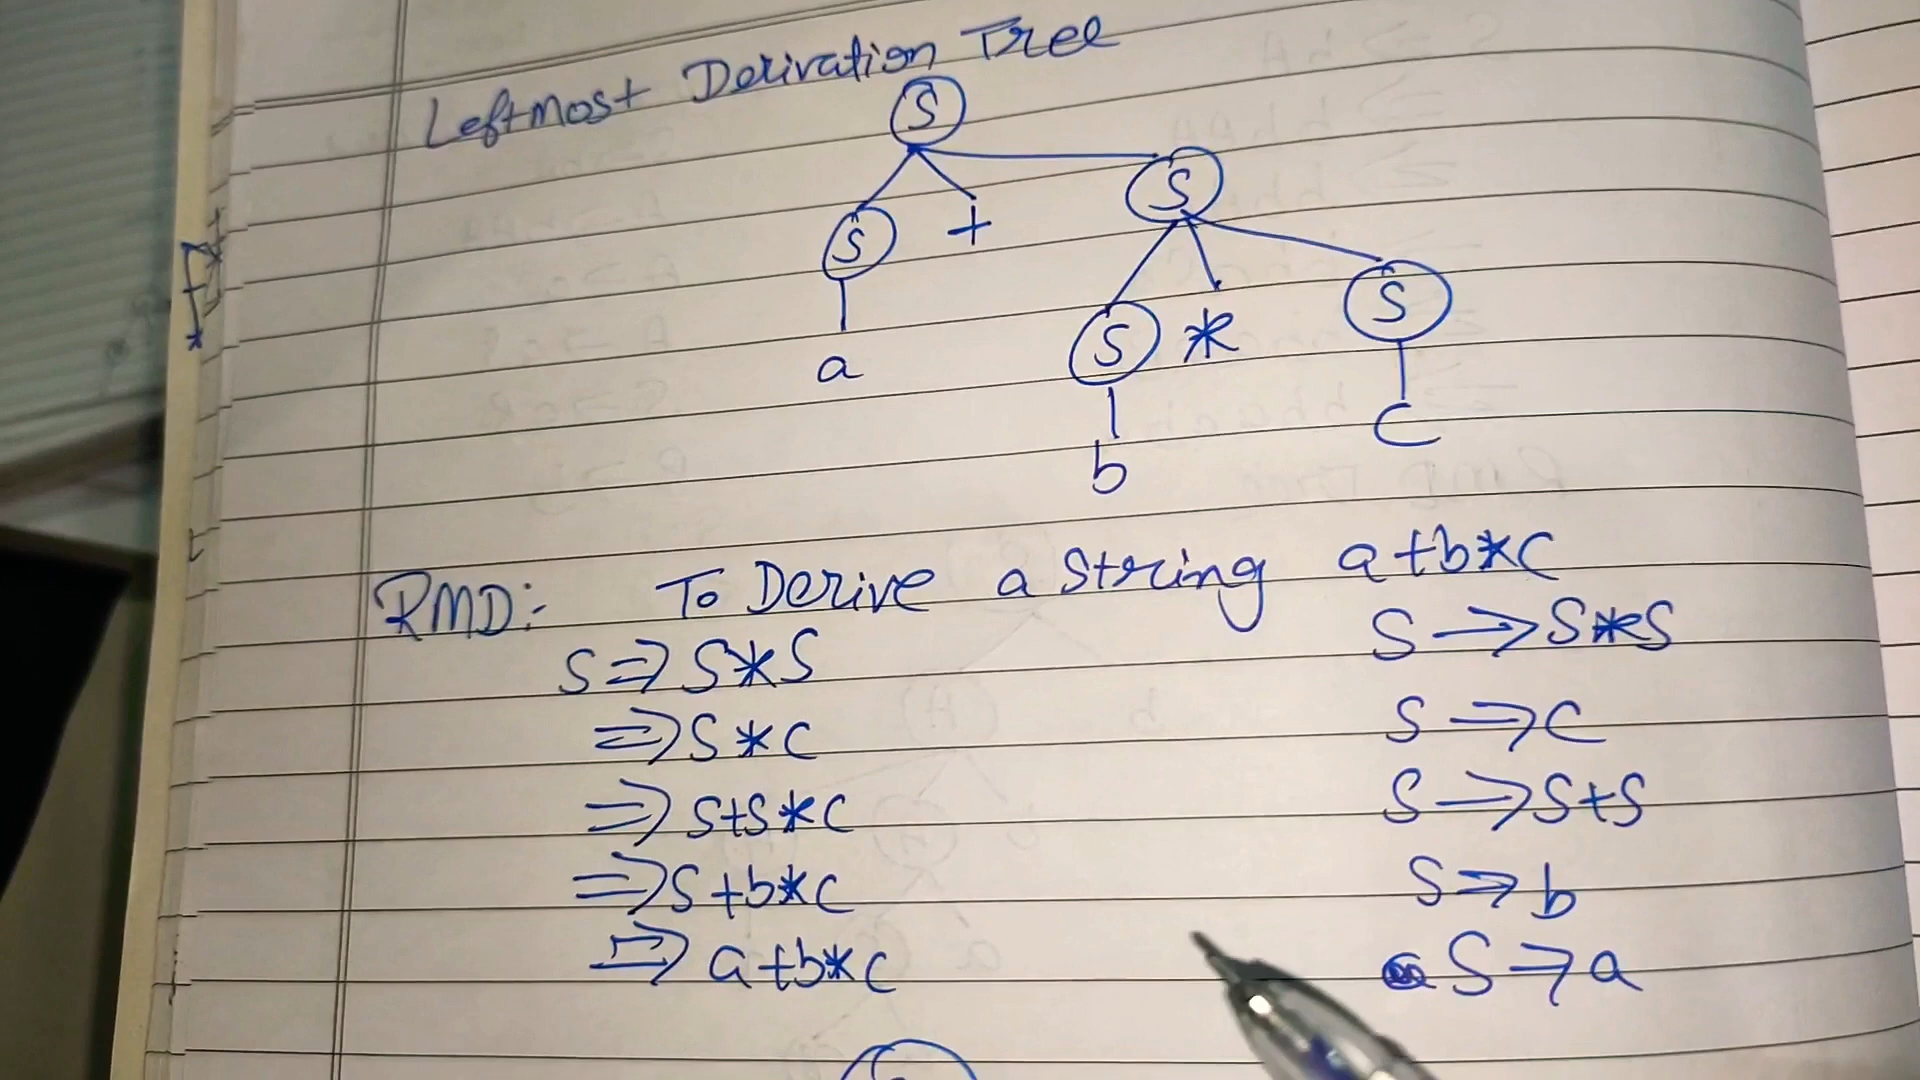 Leftmost Derivation Tree
S
S + S
a S * S
b C
RMD:- To Derive a string a+b*c
S ⇒ S*S S → S*S
⇒ S*C S → C
⇒ S+S*C S → S+S
⇒ S+b*C S → b
⇒ a+b*C S → a